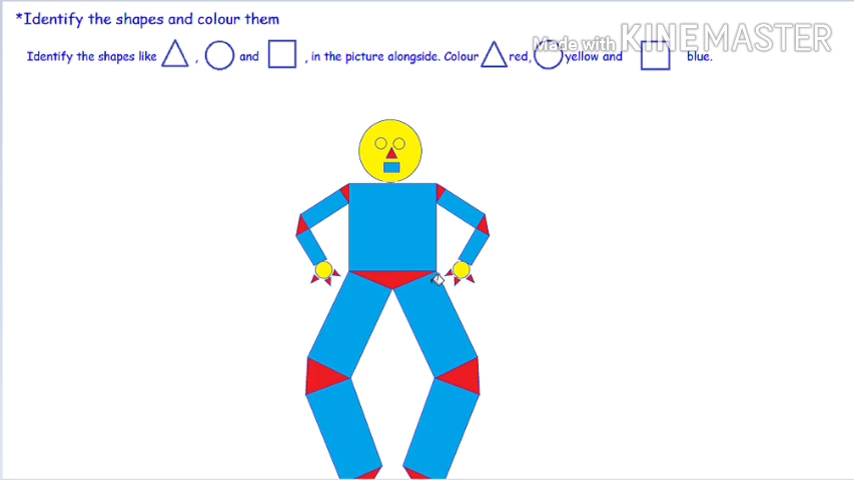 *Identify the shapes and colour them
Made with KINEMASTER
Identify the shapes like , and , in the picture alongside. Colour red, yellow and blue.